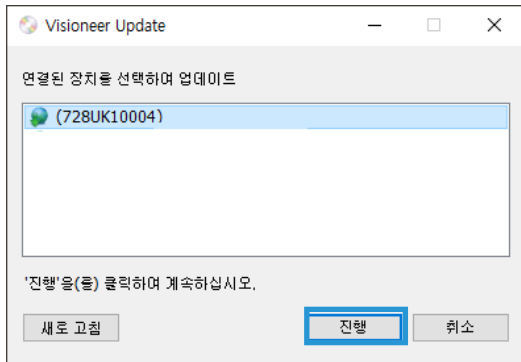 Visioneer Update
연결된 장치를 선택하여 업데이트
(728UK10004)
'진행'을(를) 클릭하여 계속하십시오.
새로 고침 진행 취소